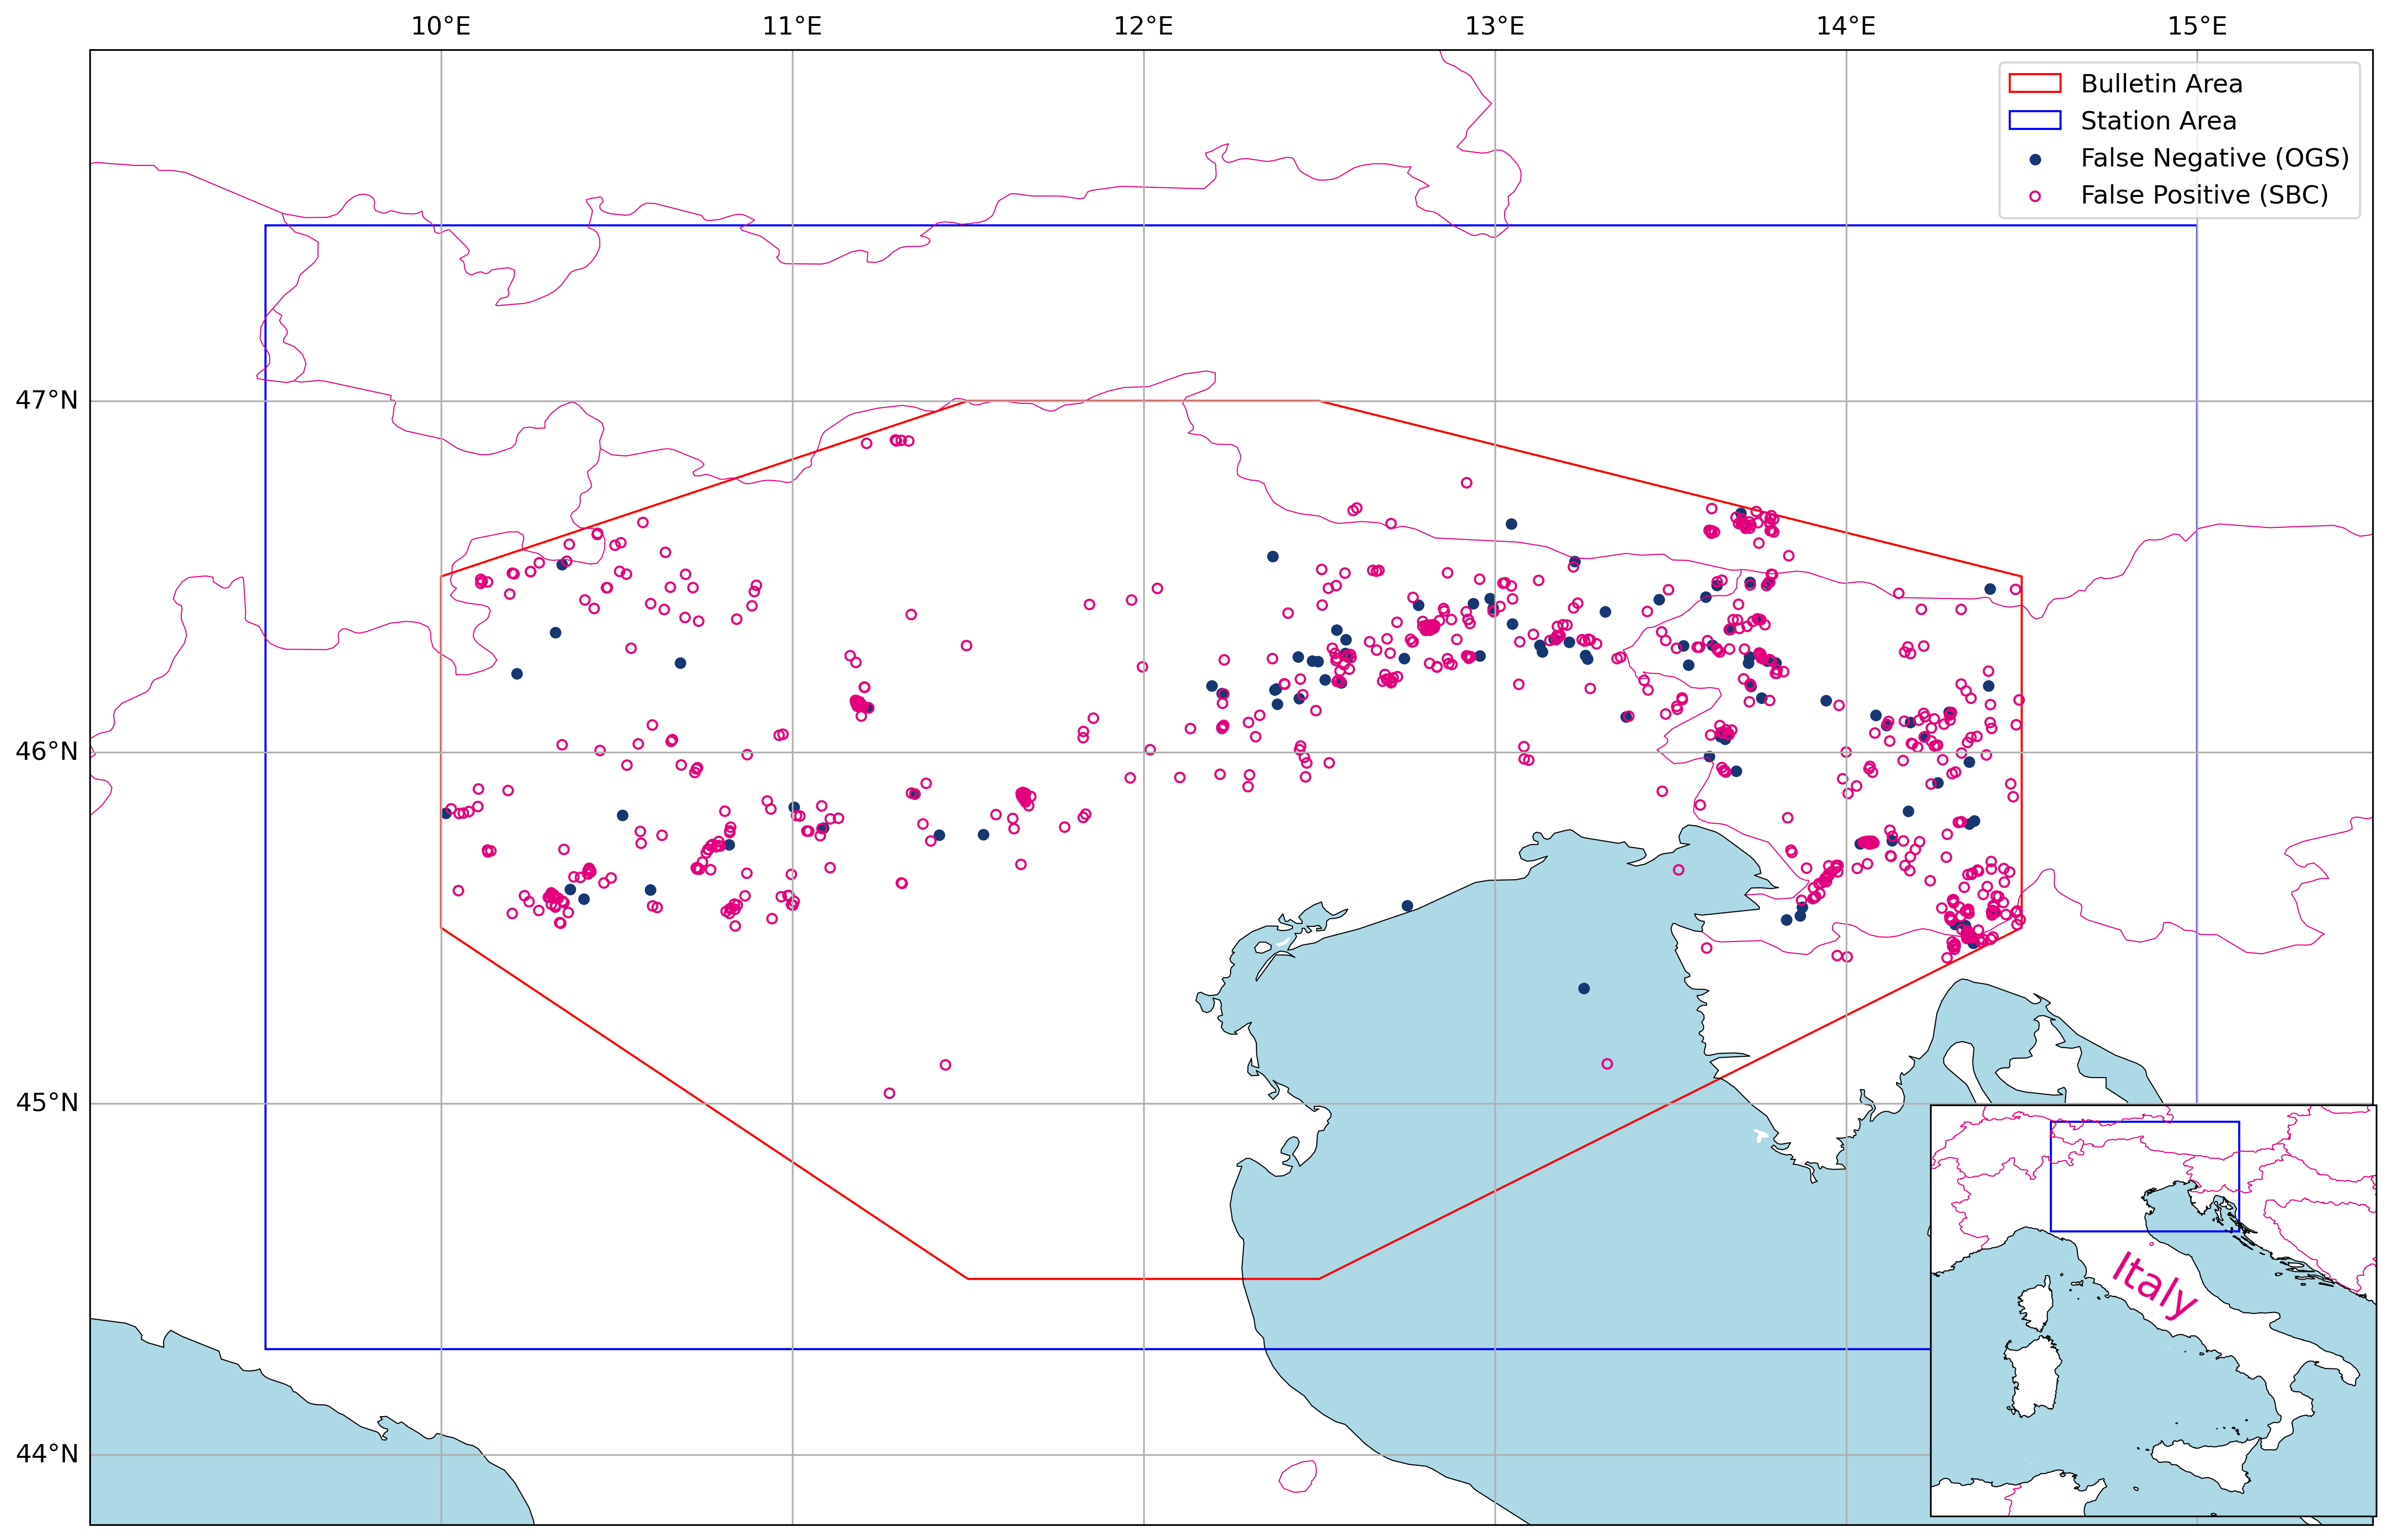 10°E 11°E 12°E 13°E 14°E 15°E
Bulletin Area
Station Area
False Negative (OGS)
False Positive (SBC)
47°N
46°N
45°N
44°N
Italy